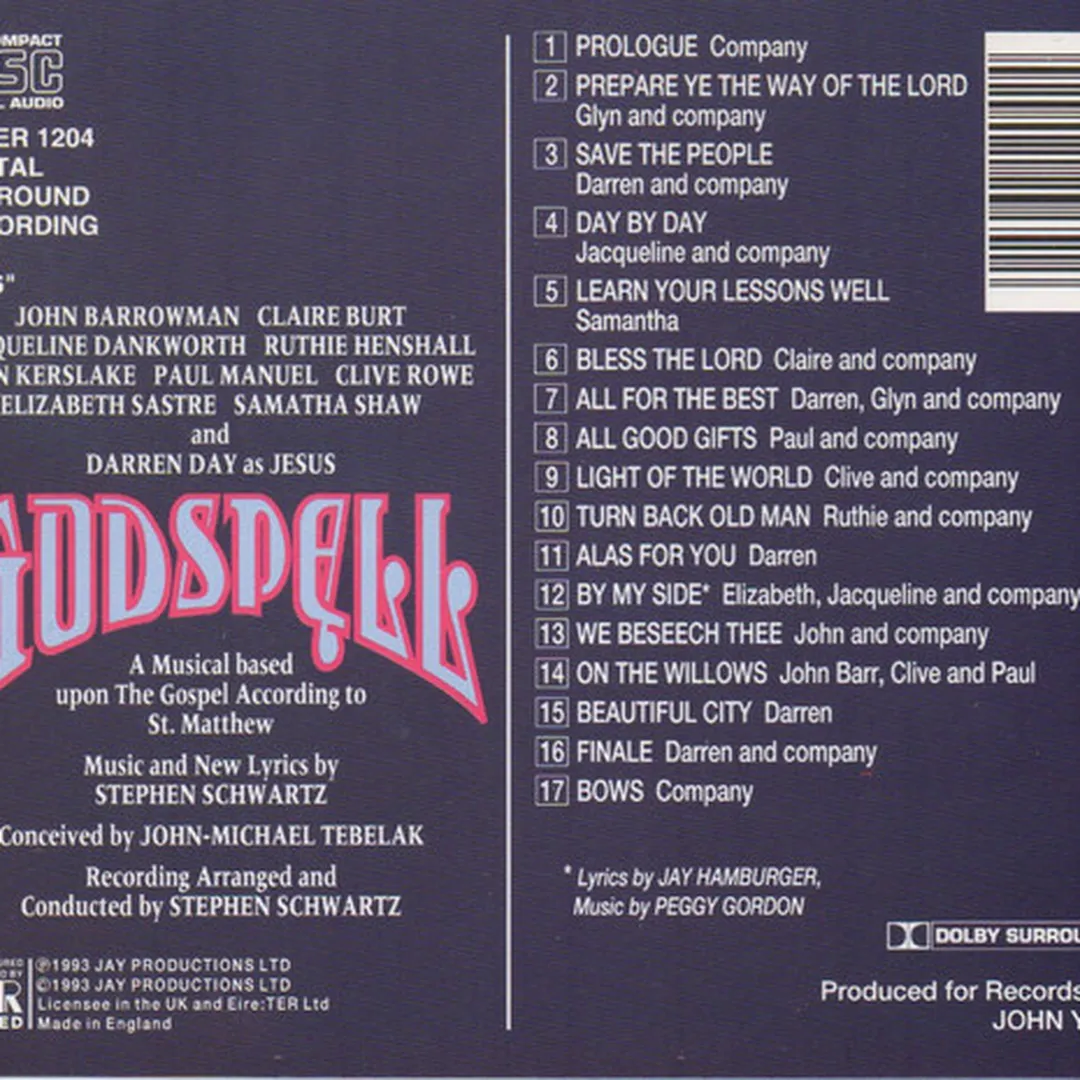 COMPACT
DISC
AUDIO
TER 1204
ROUND
JOHN BARROWMAN CLAIRE BURT
QUELINE DANKWORTH RUTHIE HENSHALL
N KERSLAKE PAUL MANUEL CLIVE ROWE
ELIZABETH SASTRE SAMATHA SHAW
and
DARREN DAY as JESUS
GODSPELL
A Musical based
upon The Gospel According to
St. Matthew
Music and New Lyrics by
STEPHEN SCHWARTZ
Conceived by JOHN-MICHAEL TEBELAK
Recording Arranged and
Conducted by STEPHEN SCHWARTZ
℗1993 JAY PRODUCTIONS LTD
©1993 JAY PRODUCTIONS LTD
Licensee in the UK and Eire:TER Ltd
Made in England
1 PROLOGUE Company
2 PREPARE YE THE WAY OF THE LORD
Glyn and company
3 SAVE THE PEOPLE
Darren and company
4 DAY BY DAY
Jacqueline and company
5 LEARN YOUR LESSONS WELL
Samantha
6 BLESS THE LORD Claire and company
7 ALL FOR THE BEST Darren, Glyn and company
8 ALL GOOD GIFTS Paul and company
9 LIGHT OF THE WORLD Clive and company
10 TURN BACK OLD MAN Ruthie and company
11 ALAS FOR YOU Darren
12 BY MY SIDE* Elizabeth, Jacqueline and company
13 WE BESEECH THEE John and company
14 ON THE WILLOWS John Barr, Clive and Paul
15 BEAUTIFUL CITY Darren
16 FINALE Darren and company
17 BOWS Company
* Lyrics by JAY HAMBURGER,
Music by PEGGY GORDON
DOLBY SURROU
Produced for Records
JOHN Y